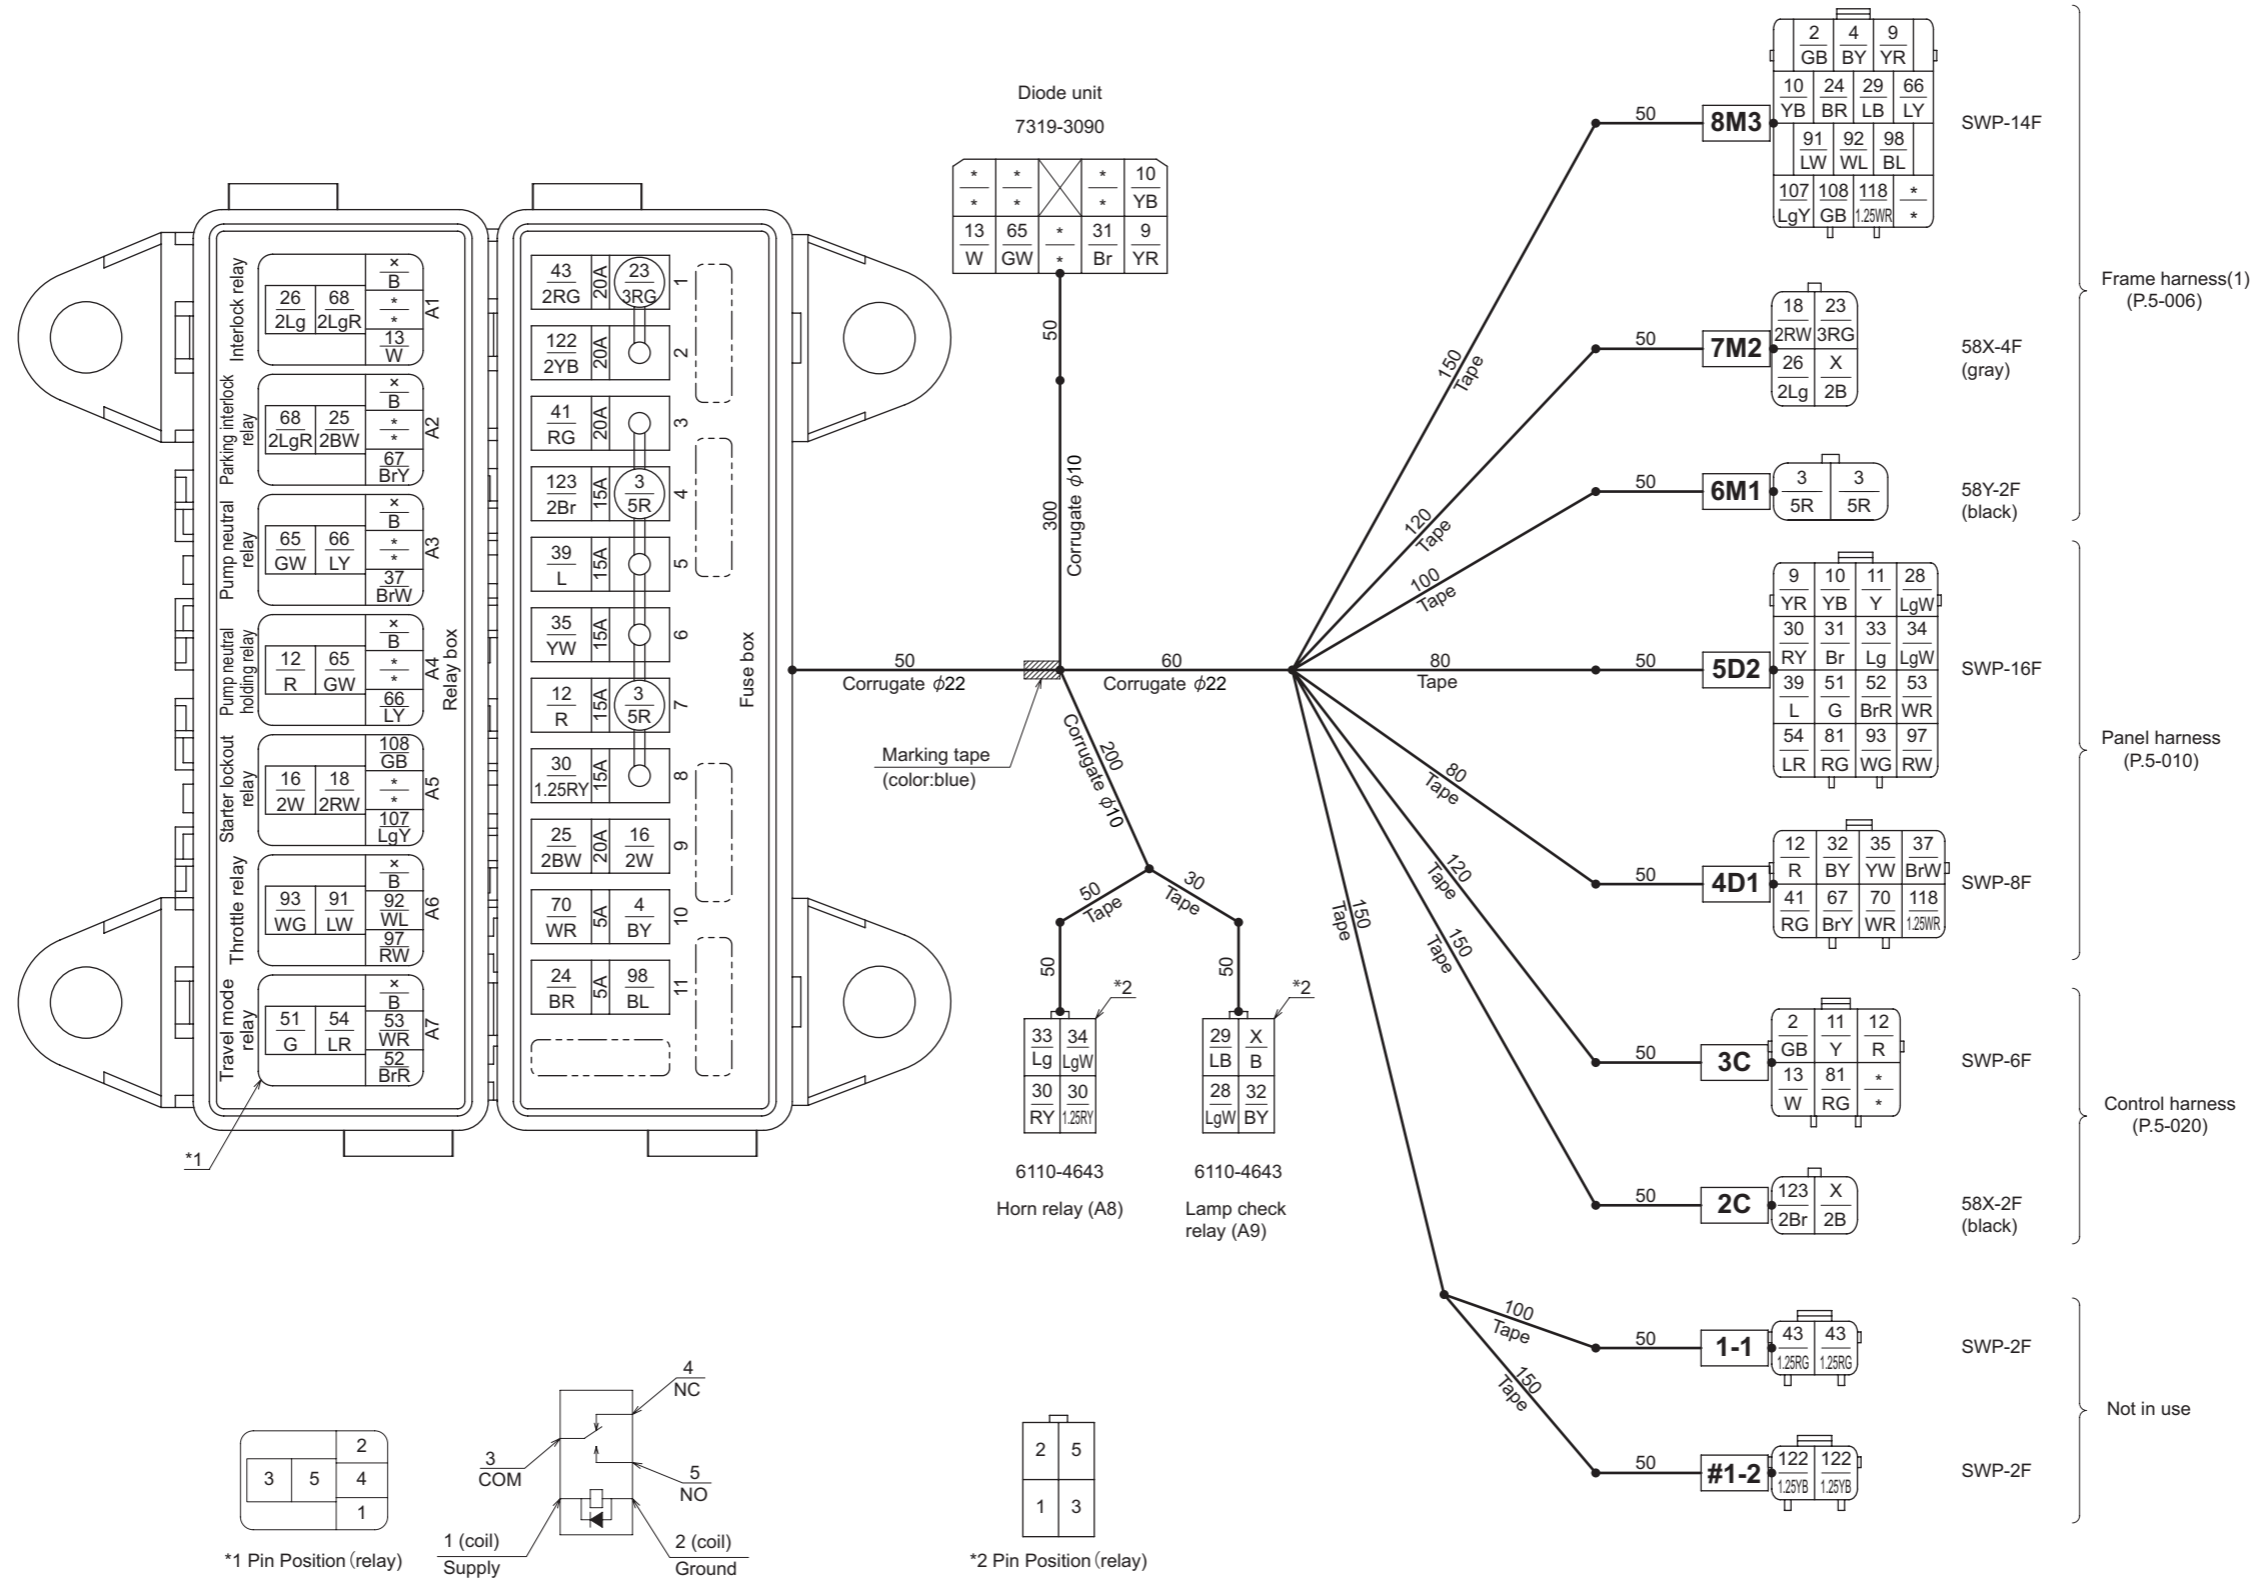 Interlock relay
26 68 × * 13
2Lg 2LgR B * W
A1
Parking interlock
relay
68 25 × * 67
2LgR 2BW B * BrY
A2
Pump neutral
relay
65 66 × * 37
GW LY B * BrW
A3
Pump neutral
holding relay
12 65 × * 66
R GW B * LY
A4
Starter lockout
relay
16 18 108 * 107
2W 2RW GB * LgY
A5
Throttle relay
93 91 × 92 97
WG LW B WL RW
A6
Travel mode
relay
51 54 × 53 52
G LR B WR BrR
A7
Relay box
*1
43 20A 23 1
2RG 3RG
122 20A 2
2YB
41 20A 3
RG
123 15A 3 4
2Br 5R
39 15A 5
L
35 15A 6
YW
12 15A 3 7
R 5R
30 15A 8
1.25RY
25 20A 16 9
2BW 2W
70 5A 4 10
WR BY
24 5A 98 11
BR BL
Fuse box
Diode unit
7319-3090
* * * 10
* * * YB
13 65 * 31 9
W GW * Br YR
50
300
Corrugate φ10
50
Corrugate φ22
60
Corrugate φ22
Marking tape
(color:blue)
200
Corrugate φ10
50
Tape
30
Tape
50
50
*2
*2
33 34
Lg LgW
30 30
RY 1.25RY
6110-4643
Horn relay (A8)
29 X
LB B
28 32
LgW BY
6110-4643
Lamp check
relay (A9)
150
Tape
50
8M3
2 4 9
GB BY YR
10 24 29 66
YB BR LB LY
91 92 98
LW WL BL
107 108 118 *
LgY GB 1.25WR *
SWP-14F
120
Tape
50
7M2
18 23
2RW 3RG
26 X
2Lg 2B
58X-4F
(gray)
100
Tape
50
6M1
3 3
5R 5R
58Y-2F
(black)
Frame harness(1)
(P.5-006)
80
Tape
50
5D2
9 10 11 28
YR YB Y LgW
30 31 33 34
RY Br Lg LgW
39 51 52 53
L G BrR WR
54 81 93 97
LR RG WG RW
SWP-16F
80
Tape
50
4D1
12 32 35 37
R BY YW BrW
41 67 70 118
RG BrY WR 1.25WR
SWP-8F
Panel harness
(P.5-010)
120
Tape
50
3C
2 11 12
GB Y R
13 81 *
W RG *
SWP-6F
150
Tape
50
2C
123 X
2Br 2B
58X-2F
(black)
Control harness
(P.5-020)
150
Tape
100
Tape
50
1-1
43 43
1.25RG 1.25RG
SWP-2F
150
Tape
50
#1-2
122 122
1.25YB 1.25YB
SWP-2F
Not in use
2
3 5 4
1
*1 Pin Position (relay)
4
NC
3
COM
5
NO
1 (coil)
Supply
2 (coil)
Ground
2 5
1 3
*2 Pin Position (relay)